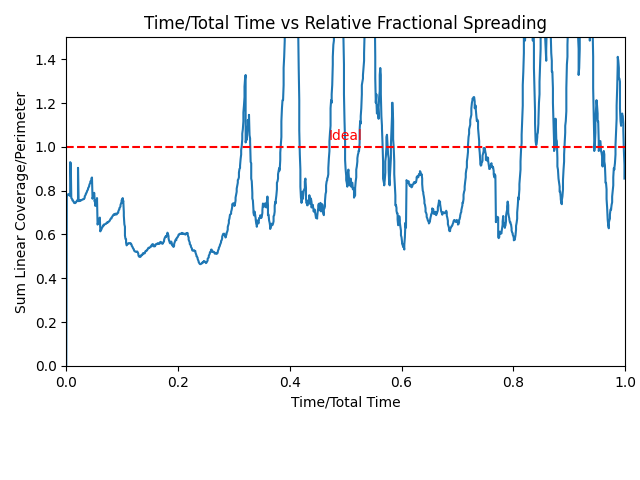 Time/Total Time vs Relative Fractional Spreading
Sum Linear Coverage/Perimeter
1.4
1.2
1.0
0.8
0.6
0.4
0.2
0.0
Ideal
0.0 0.2 0.4 0.6 0.8 1.0
Time/Total Time